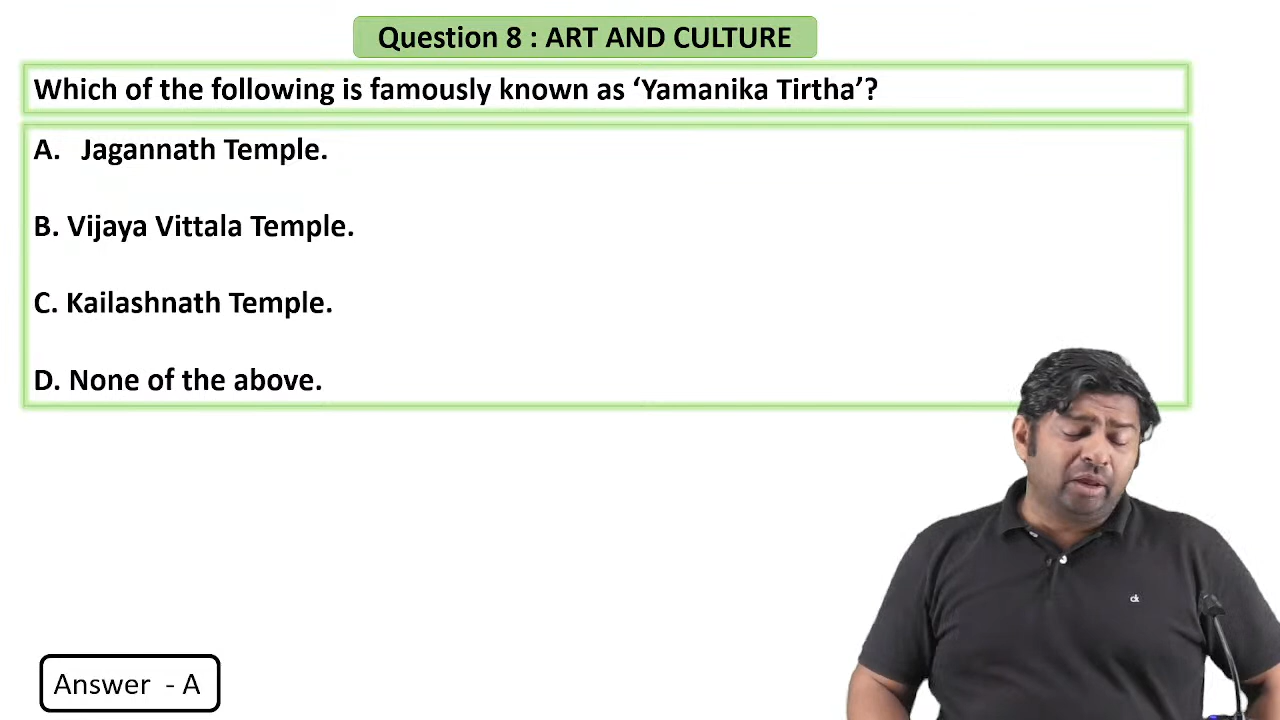 Question 8 : ART AND CULTURE
Which of the following is famously known as ‘Yamanika Tirtha’?
A. Jagannath Temple.
B. Vijaya Vittala Temple.
C. Kailashnath Temple.
D. None of the above.
Answer - A